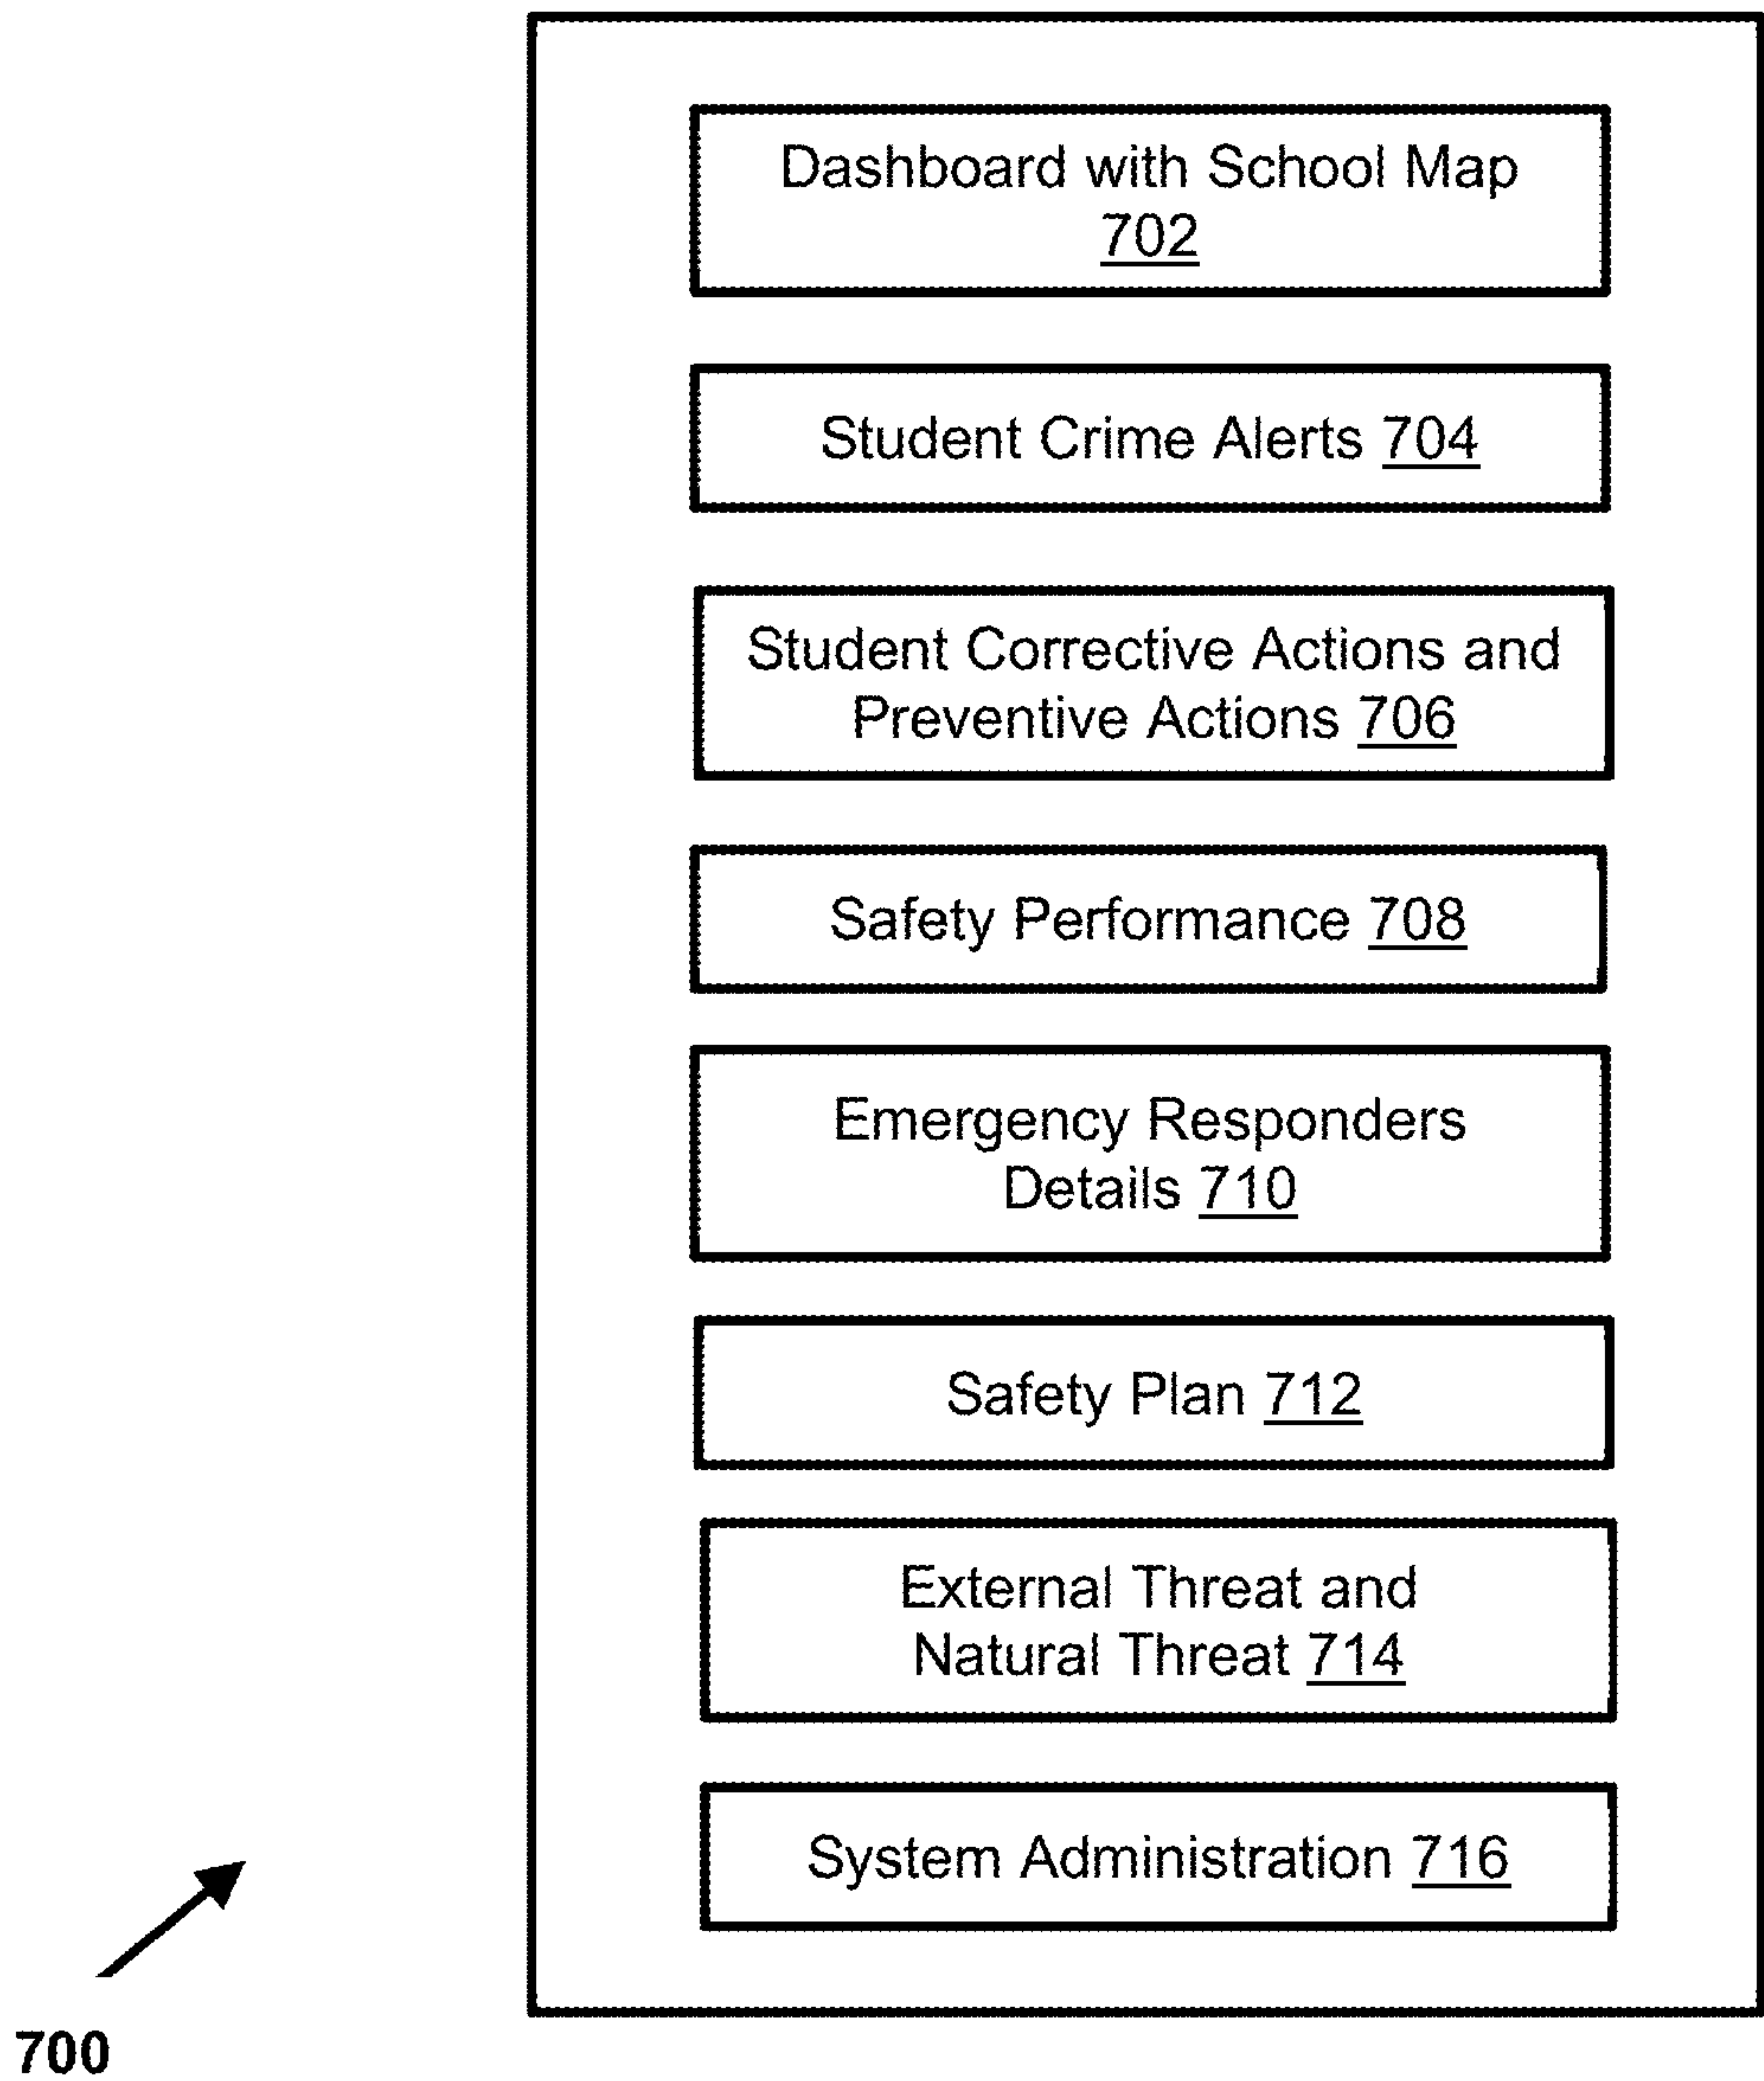 Dashboard with School Map
702
Student Crime Alerts 704
Student Corrective Actions and
Preventive Actions 706
Safety Performance 708
Emergency Responders
Details 710
Safety Plan 712
External Threat and
Natural Threat 714
System Administration 716
700